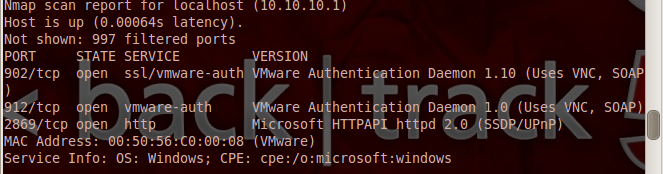 Nmap scan report for localhost (10.10.10.1)
Host is up (0.00064s latency).
Not shown: 997 filtered ports
PORT     STATE SERVICE         VERSION
902/tcp  open  ssl/vmware-auth VMware Authentication Daemon 1.10 (Uses VNC, SOAP
)
912/tcp  open  vmware-auth     VMware Authentication Daemon 1.0 (Uses VNC, SOAP)
2869/tcp open  http            Microsoft HTTPAPI httpd 2.0 (SSDP/UPnP)
MAC Address: 00:50:56:C0:00:08 (VMware)
Service Info: OS: Windows; CPE: cpe:/o:microsoft:windows
<< back | track 5